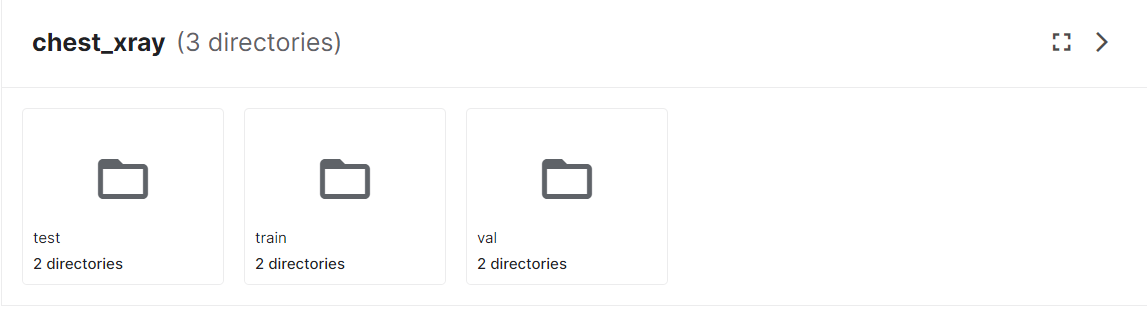 chest_xray (3 directories)
test
2 directories
train
2 directories
val
2 directories